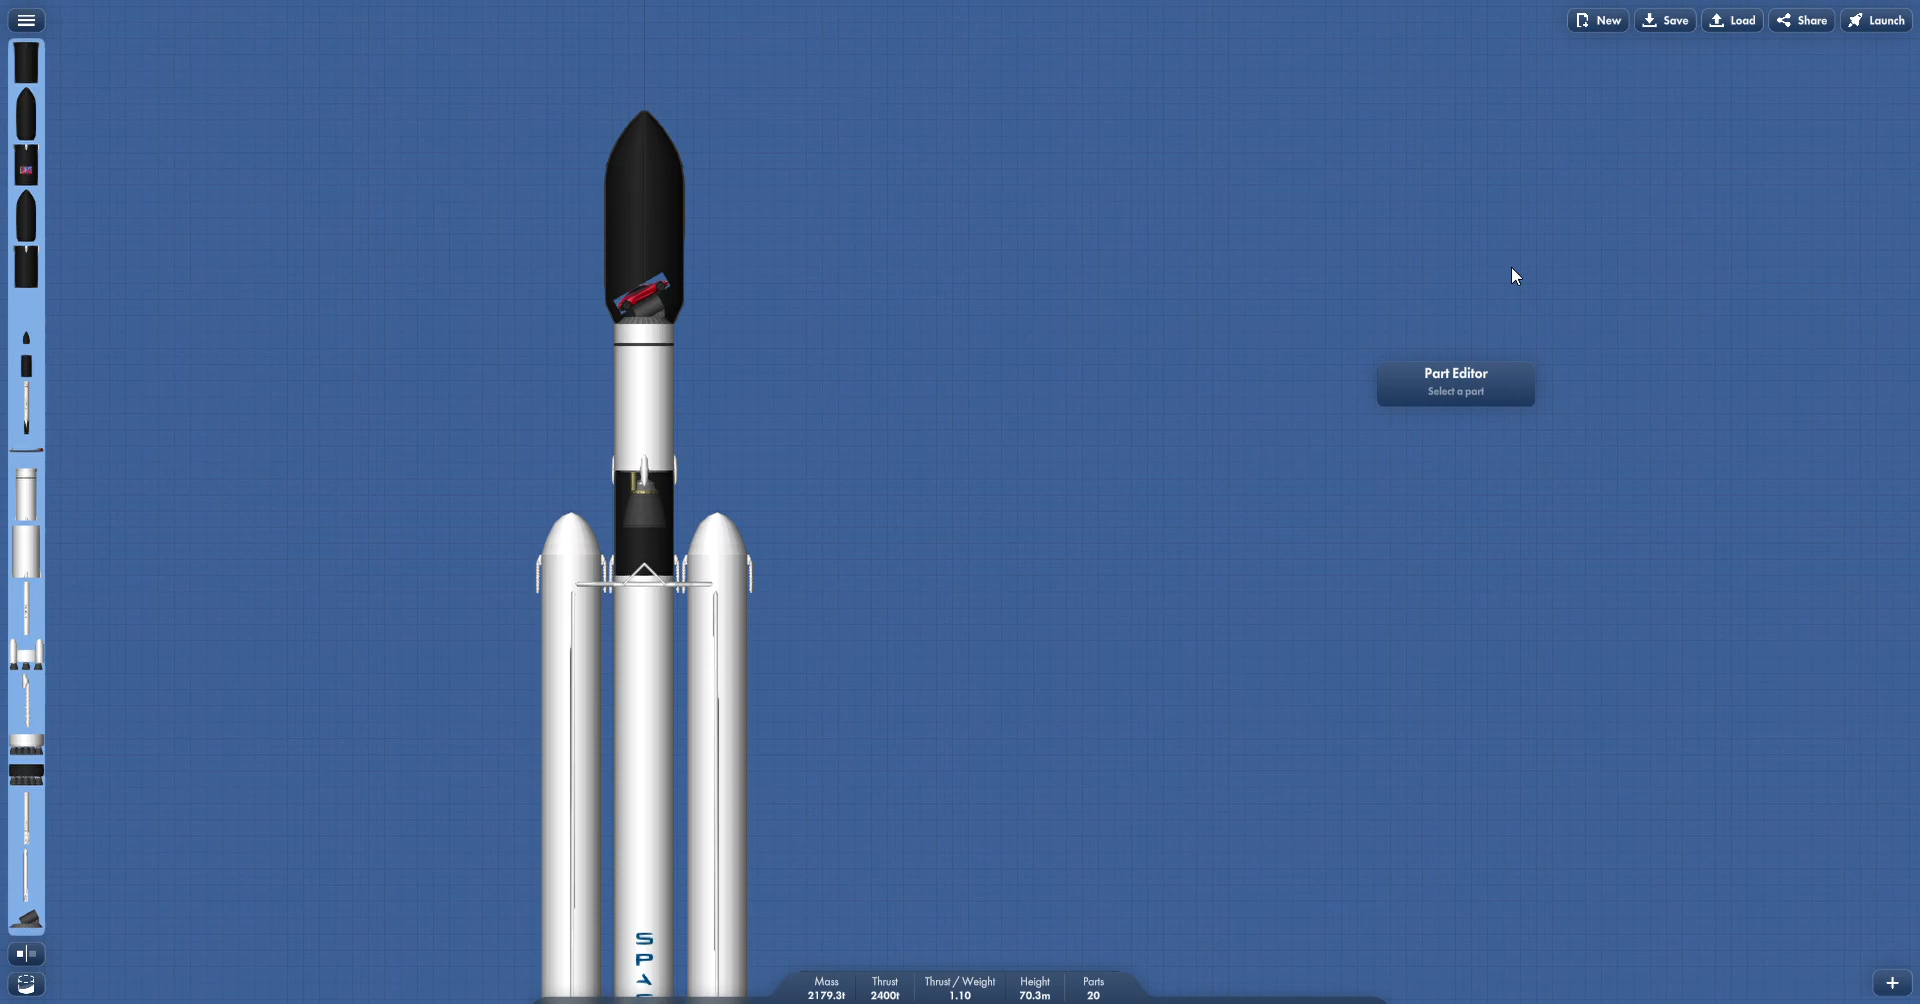 New
Save
Load
Share
Launch
Part Editor
Select a part
S
P
A
Mass
2179.3t
Thrust
2400t
Thrust / Weight
1.10
Height
70.3m
Parts
20